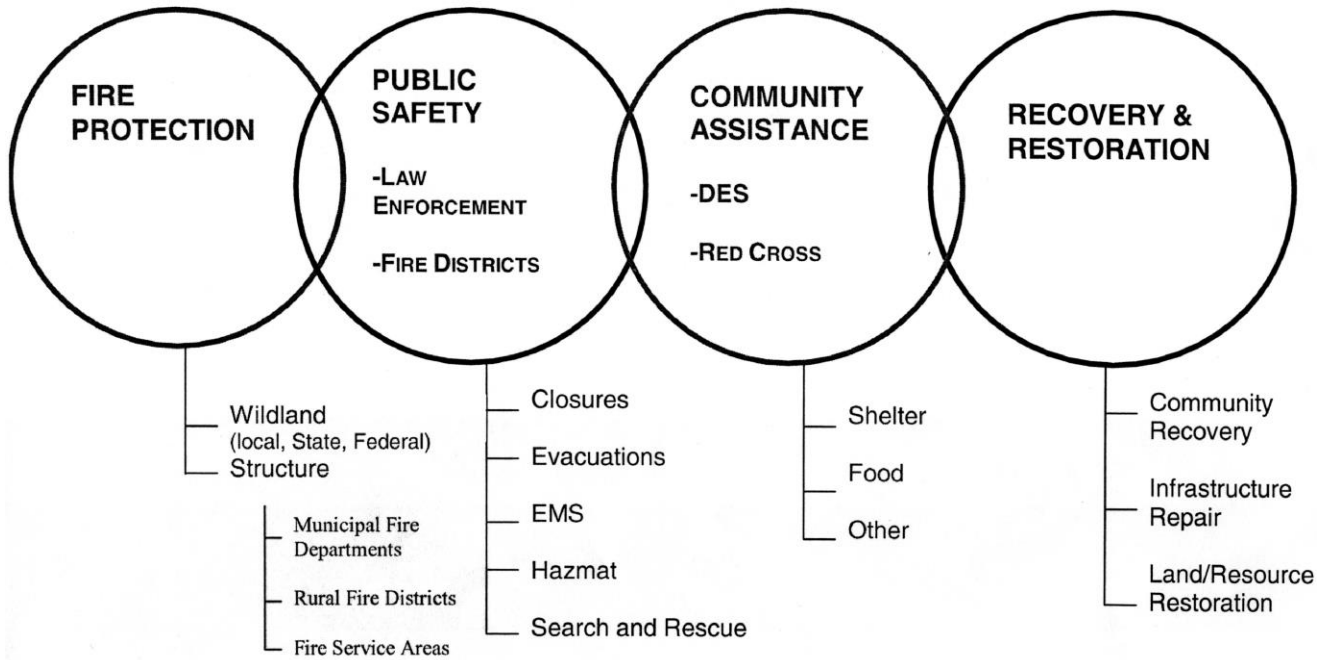 FIRE
PROTECTION
PUBLIC
SAFETY
-LAW
ENFORCEMENT
-FIRE DISTRICTS
COMMUNITY
ASSISTANCE
-DES
-RED CROSS
RECOVERY &
RESTORATION
Wildland
(local, State, Federal)
Structure
Municipal Fire
Departments
Rural Fire Districts
Fire Service Areas
Closures
Evacuations
EMS
Hazmat
Search and Rescue
Shelter
Food
Other
Community
Recovery
Infrastructure
Repair
Land/Resource
Restoration